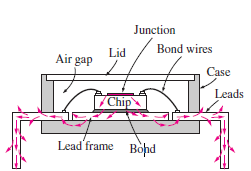 Junction
Lid
Bond wires
Air gap
Case
Leads
Chip
Lead frame
Bond